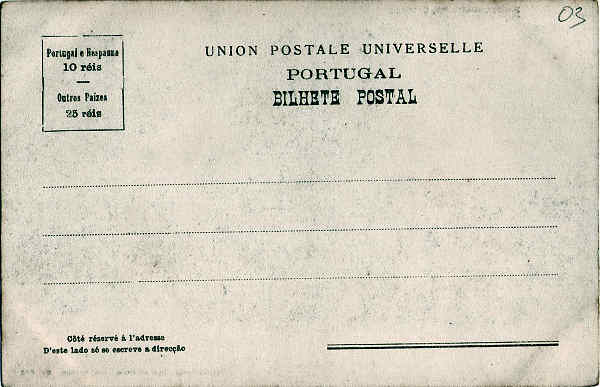 03
Portugal e Hespanha
10 réis
Outros Paizes
25 réis
UNION POSTALE UNIVERSELLE
PORTUGAL
BILHETE POSTAL
Côté réservé à l'adresse
D'este lado só se escreve a direcção